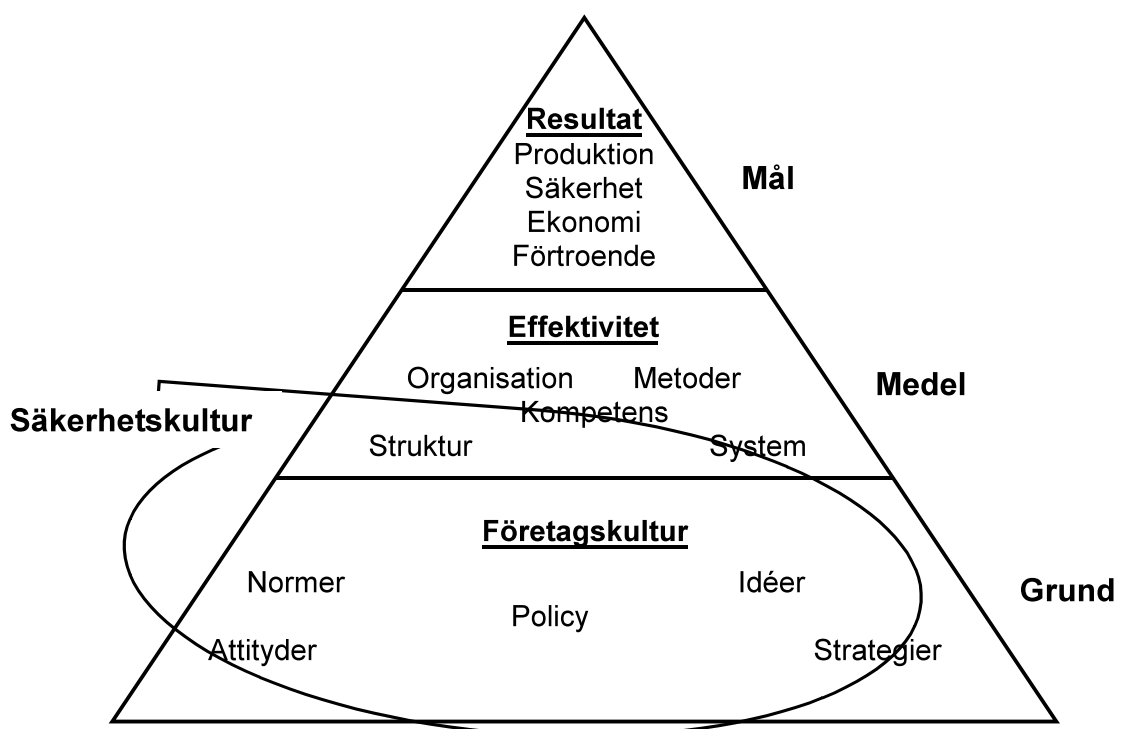 Resultat
Produktion
Säkerhet
Ekonomi
Förtroende
Mål
Effektivitet
Organisation Metoder
Kompetens
Struktur System
Medel
Säkerhetskultur
Företagskultur
Normer Idéer
Policy
Attityder Strategier
Grund